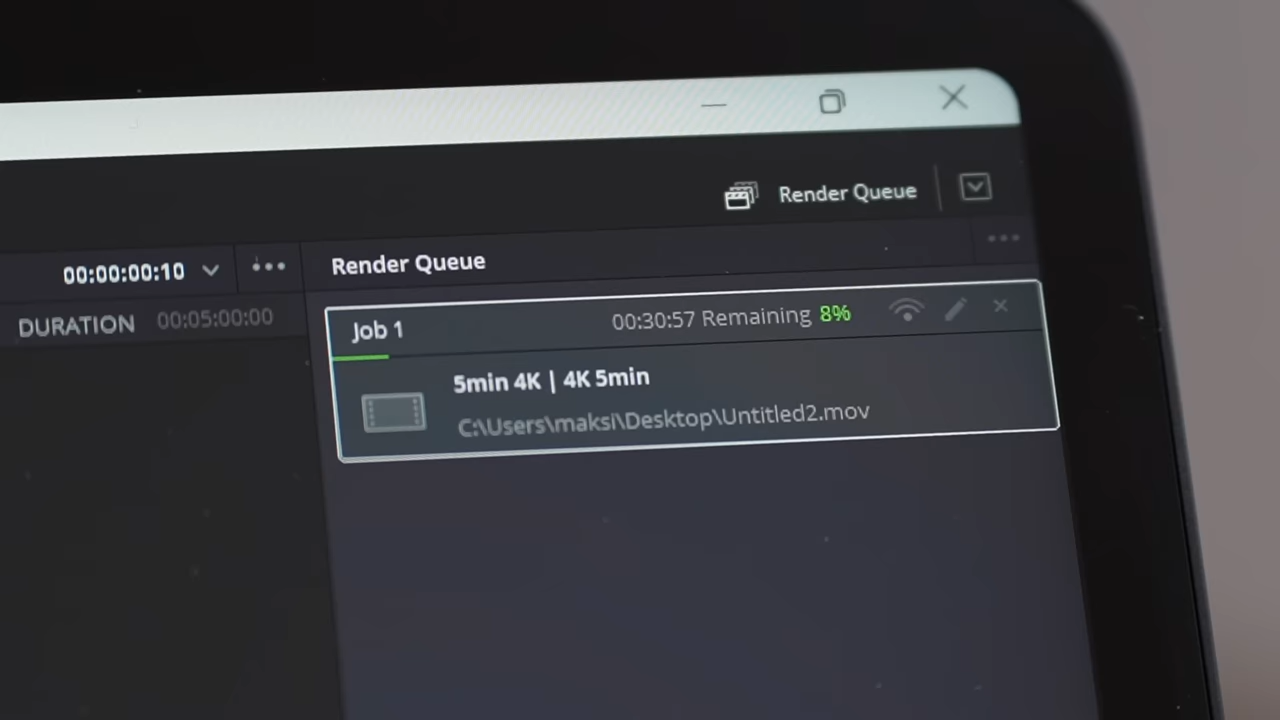 Render Queue
00:00:00:10
Render Queue
DURATION 00:05:00:00
Job 1 00:30:57 Remaining 8%
5min 4K | 4K 5min
C:\Users\maksi\Desktop\Untitled2.mov